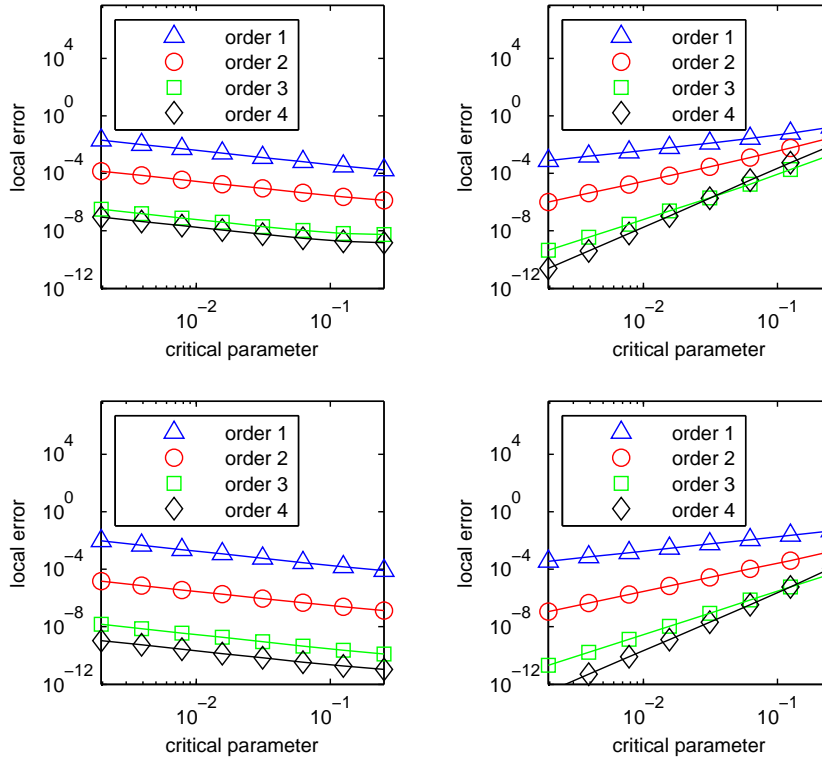 order 1
order 2
order 3
order 4
10^4
10^0
10^−4
10^−8
10^−12
local error
10^−2
10^−1
critical parameter
order 1
order 2
order 3
order 4
10^4
10^0
10^−4
10^−8
10^−12
local error
10^−2
10^−1
critical parameter
order 1
order 2
order 3
order 4
10^4
10^0
10^−4
10^−8
10^−12
local error
10^−2
10^−1
critical parameter
order 1
order 2
order 3
order 4
10^4
10^0
10^−4
10^−8
10^−12
local error
10^−2
10^−1
critical parameter